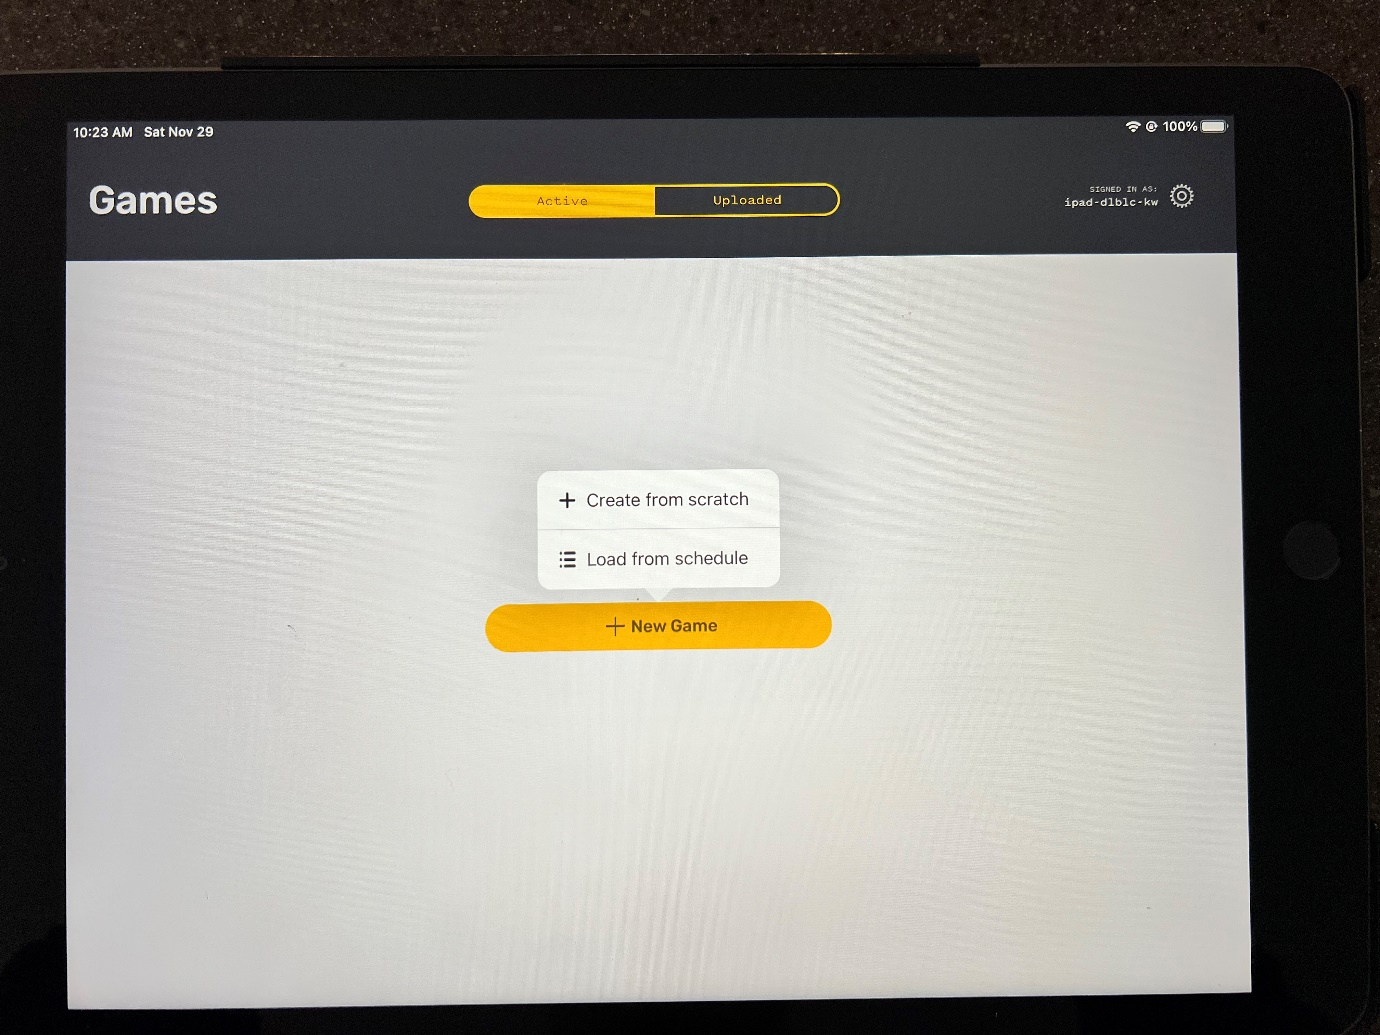 10:23 AM Sat Nov 29
100%
Games
Active
Uploaded
SIGNED IN AS:
ipad-dlblc-kw
Create from scratch
Load from schedule
New Game